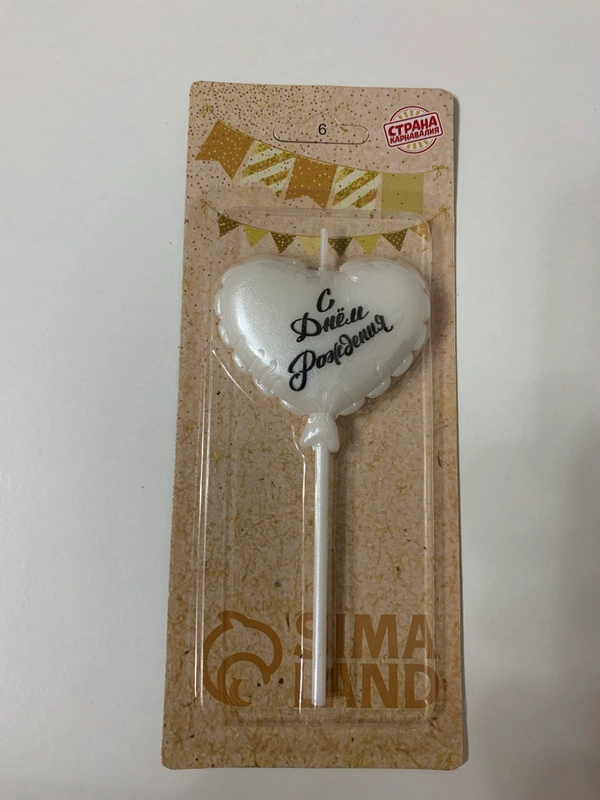 6
СТРАНА
КАРНАВАЛИЯ
С
Днём
Рождения
SIMA
LAND